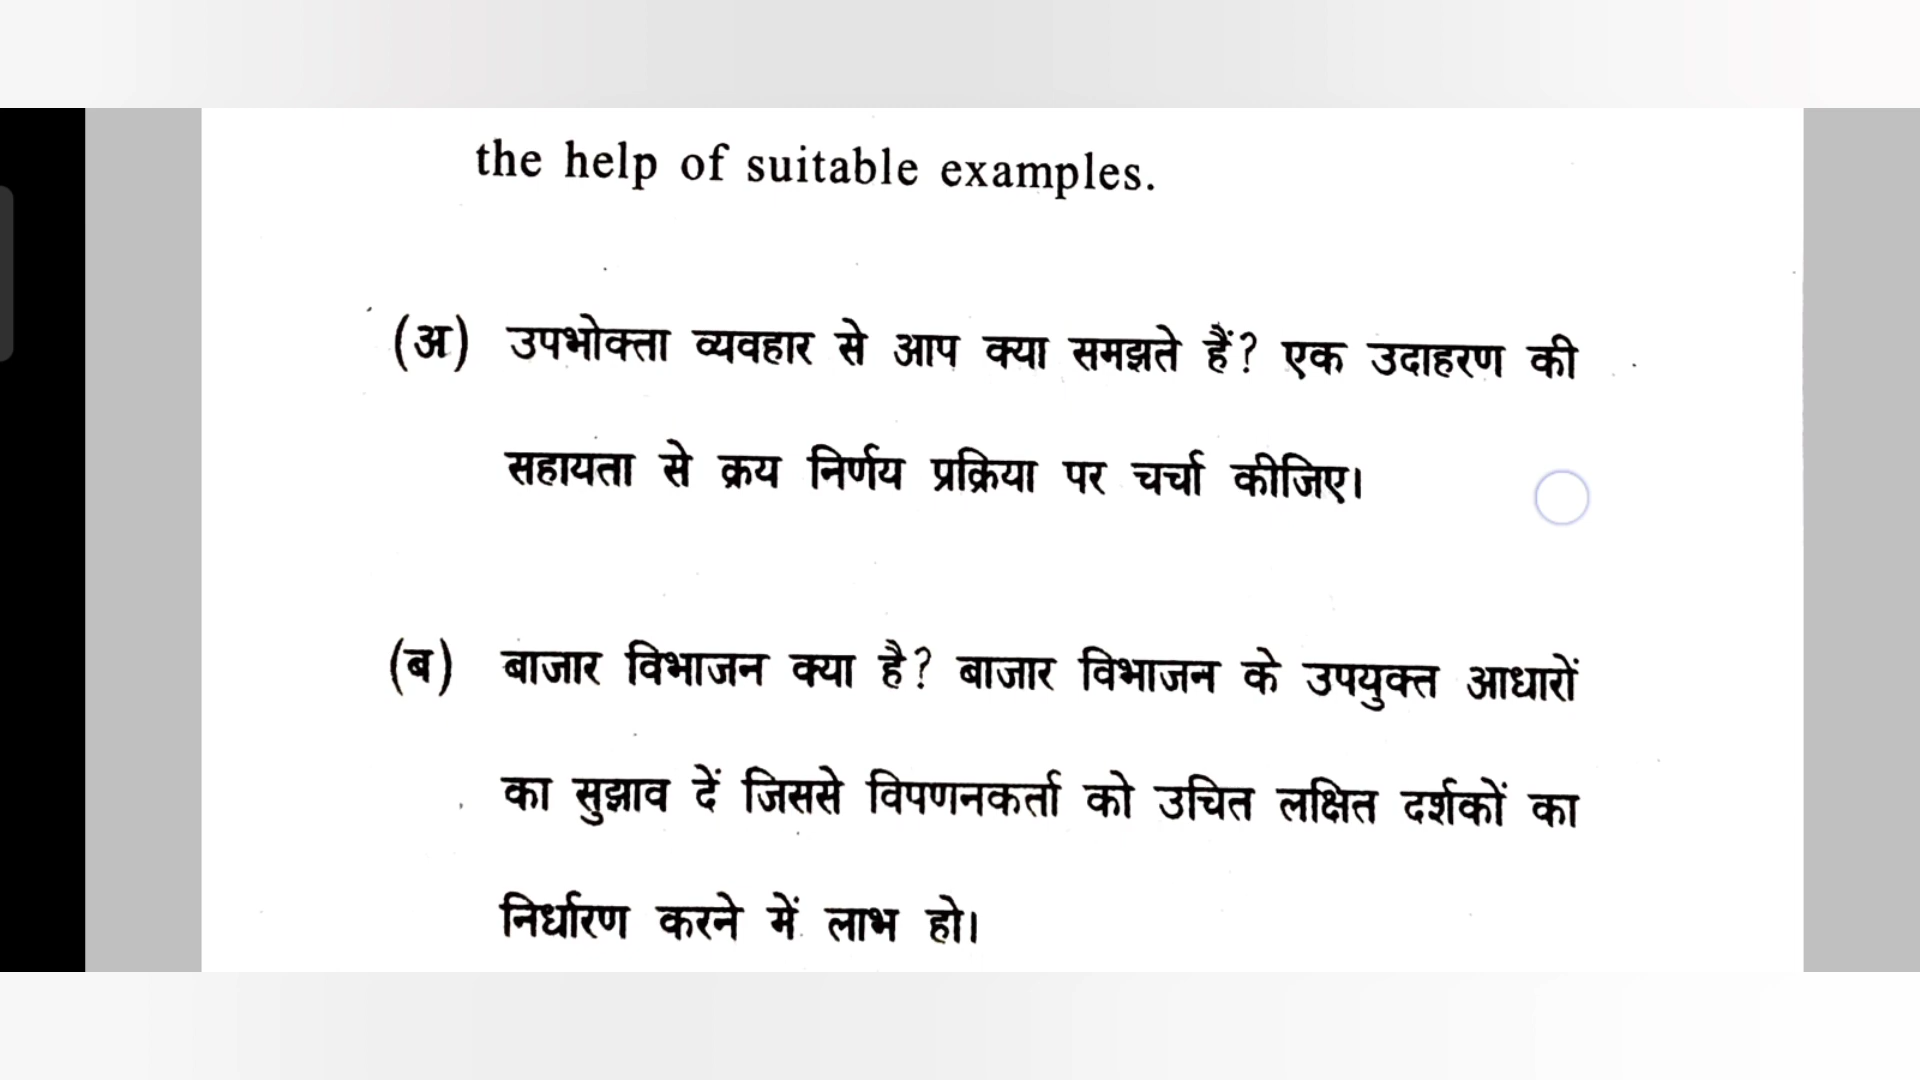 the help of suitable examples.
(अ) उपभोक्ता व्यवहार से आप क्या समझते हैं? एक उदाहरण की
सहायता से क्रय निर्णय प्रक्रिया पर चर्चा कीजिए।
(ब) बाजार विभाजन क्या है? बाजार विभाजन के उपयुक्त आधारों
का सुझाव दें जिससे विपणनकर्ता को उचित लक्षित दर्शकों का
निर्धारण करने में लाभ हो।